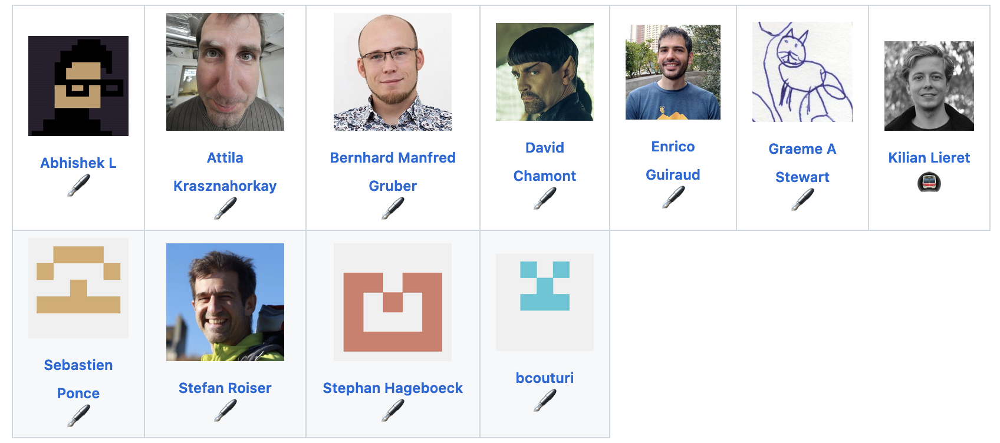 Abhishek L
Attila
Krasznahorkay
Bernhard Manfred
Gruber
David
Chamont
Enrico
Guiraud
Graeme A
Stewart
Kilian Lieret
Sebastien
Ponce
Stefan Roiser
Stephan Hageboeck
bcouturi